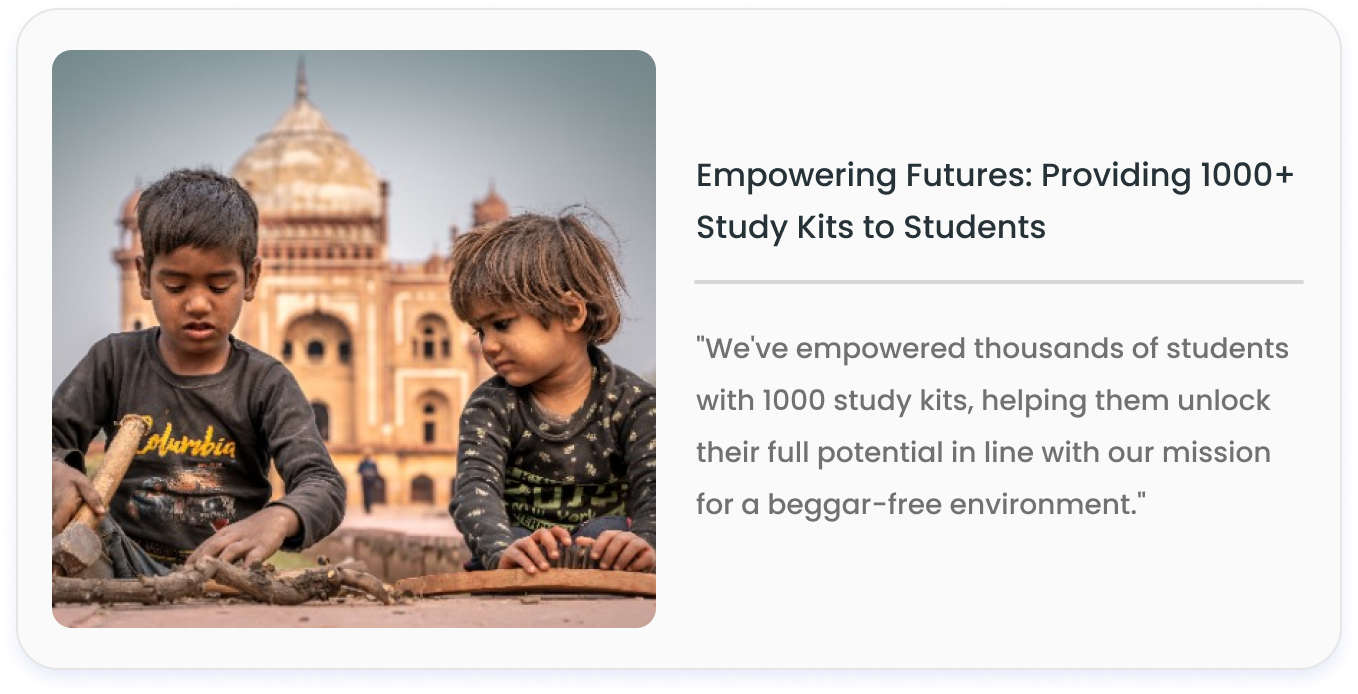 Empowering Futures: Providing 1000+
Study Kits to Students
"We've empowered thousands of students
with 1000 study kits, helping them unlock
their full potential in line with our mission
for a beggar-free environment."
Columbia